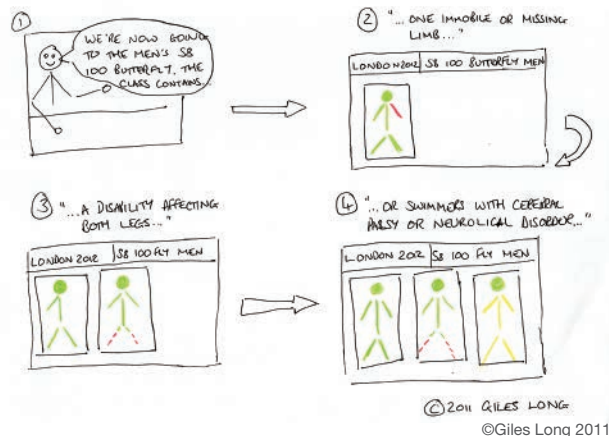 1
WE'RE NOW GOING
TO THE MEN'S S8
100 BUTTERFLY. THE
CLASS CONTAINS...
2 "... ONE IMMOBILE OR MISSING
LIMB..."
LONDON 2012 S8 100 BUTTERFLY MEN
3 "...A DISABILITY AFFECTING
BOTH LEGS..."
LONDON 2012 S8 100 FLY MEN
4 "... OR SWIMMERS WITH CEREBRAL
PALSY OR NEUROLICAL DISORDER..."
LONDON 2012 S8 100 FLY MEN
© 2011 GILES LONG
©Giles Long 2011